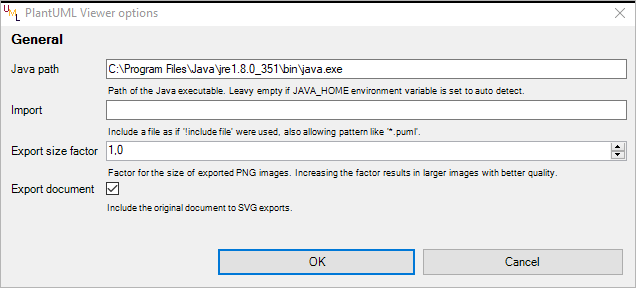 UML PlantUML Viewer options
General
Java path C:\Program Files\Java\jre1.8.0_351\bin\java.exe
Path of the Java executable. Leavy empty if JAVA_HOME environment variable is set to auto detect.
Import
Include a file as if '!include file' were used, also allowing pattern like '*.puml'.
Export size factor 1,0
Factor for the size of exported PNG images. Increasing the factor results in larger images with better quality.
Export document
Include the original document to SVG exports.
OK Cancel